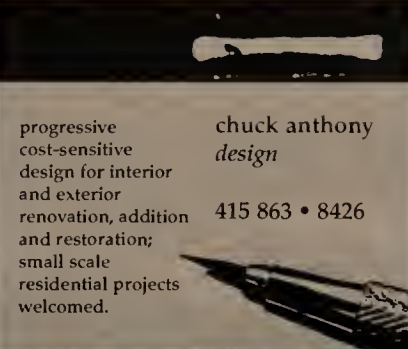 progressive
cost-sensitive
design for interior
and exterior
renovation, addition
and restoration;
small scale
residential projects
welcomed.
chuck anthony
design
415 863 • 8426